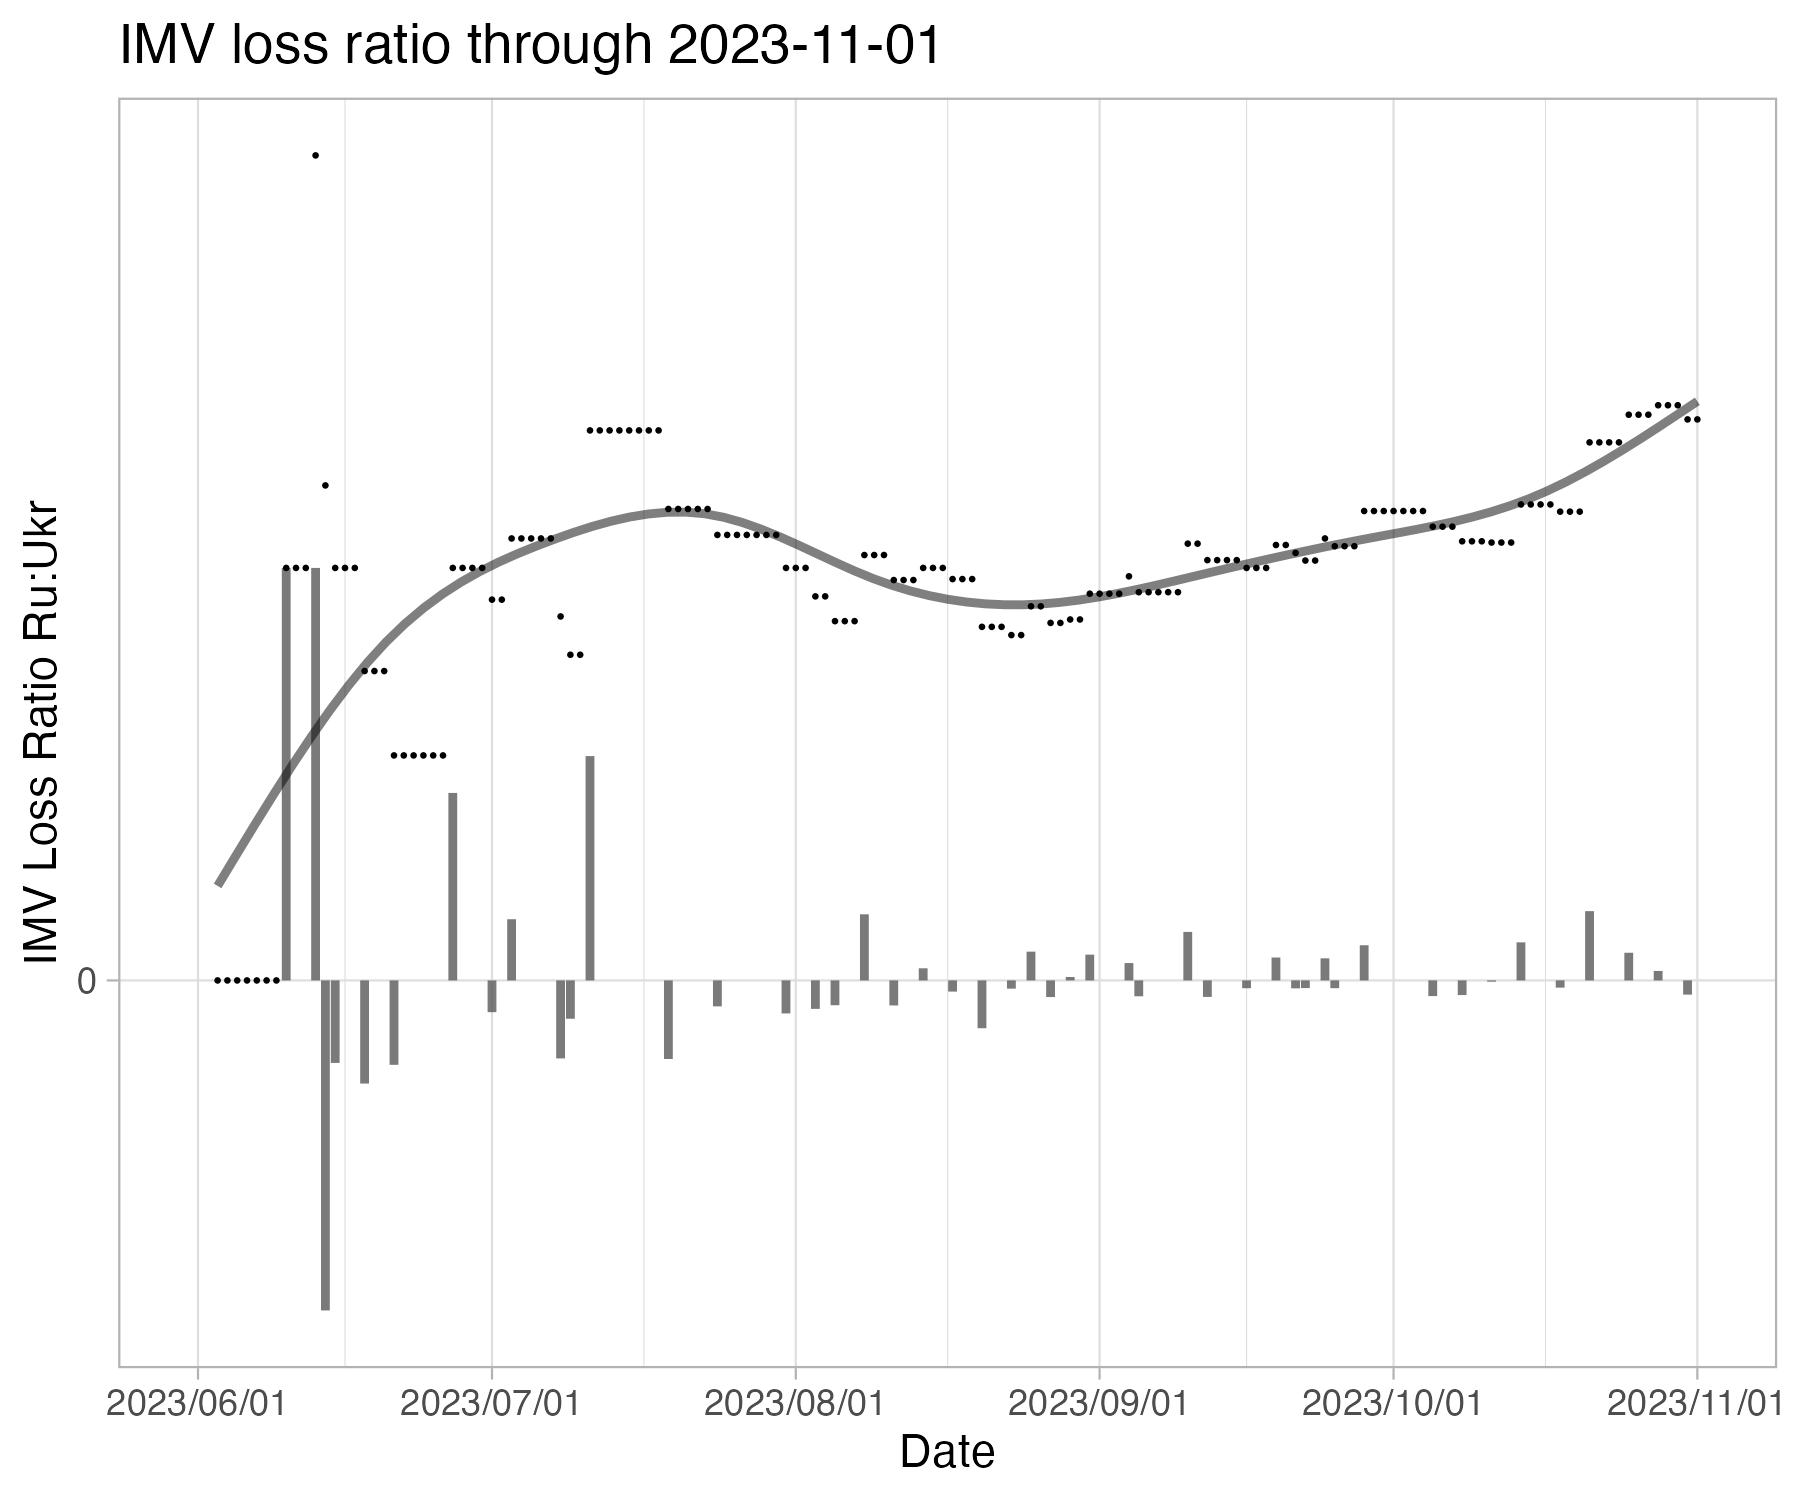 IMV loss ratio through 2023-11-01
IMV Loss Ratio Ru:Ukr
0
2023/06/01 2023/07/01 2023/08/01 2023/09/01 2023/10/01 2023/11/01
Date